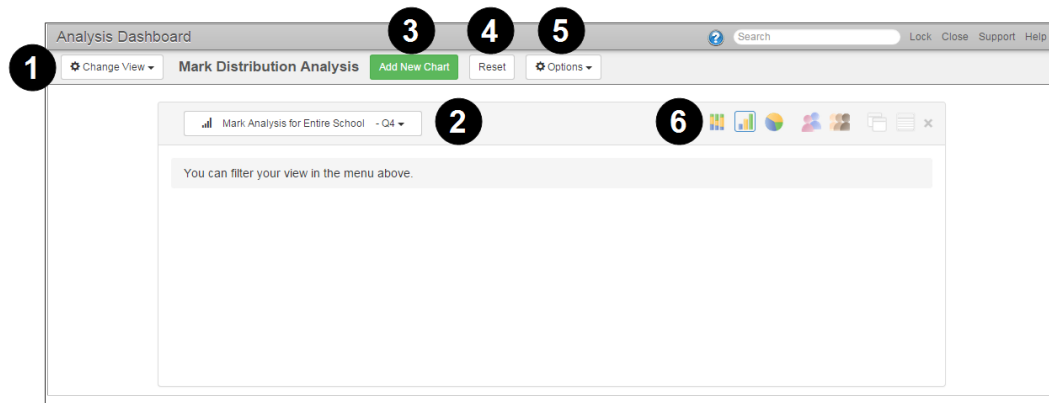 3 4 5
Analysis Dashboard ? Search Lock Close Support Help
1 Change View Mark Distribution Analysis Add New Chart Reset Options
Mark Analysis for Entire School - Q4 2 6 ×
You can filter your view in the menu above.